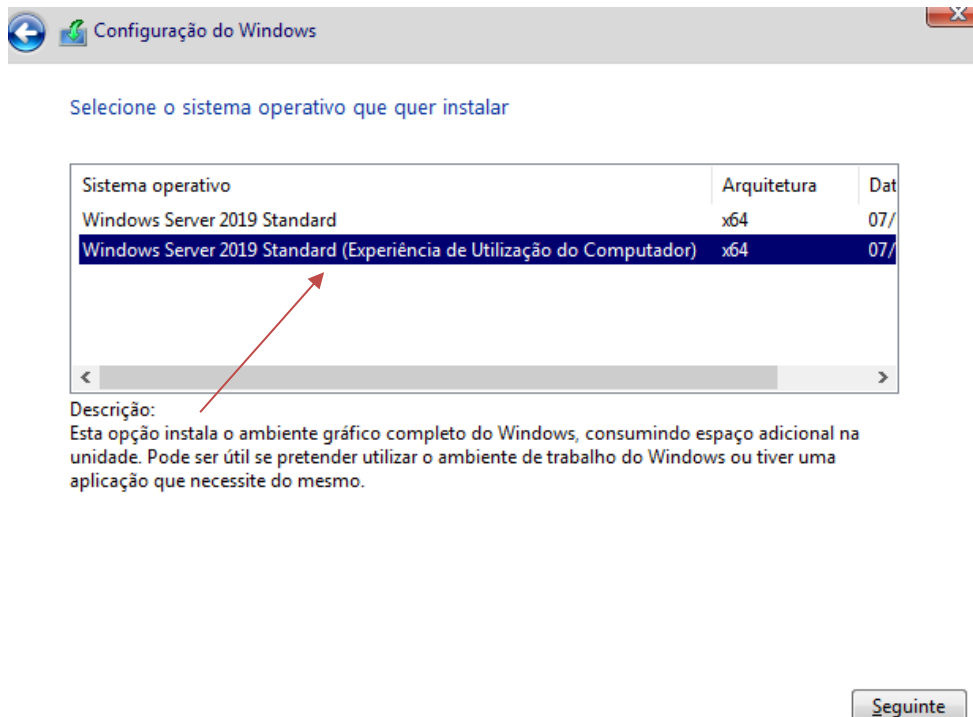 Configuração do Windows
Selecione o sistema operativo que quer instalar
Sistema operativo Arquitetura Dat
Windows Server 2019 Standard x64 07/
Windows Server 2019 Standard (Experiência de Utilização do Computador) x64 07/
Descrição:
Esta opção instala o ambiente gráfico completo do Windows, consumindo espaço adicional na
unidade. Pode ser útil se pretender utilizar o ambiente de trabalho do Windows ou tiver uma
aplicação que necessite do mesmo.
Seguinte